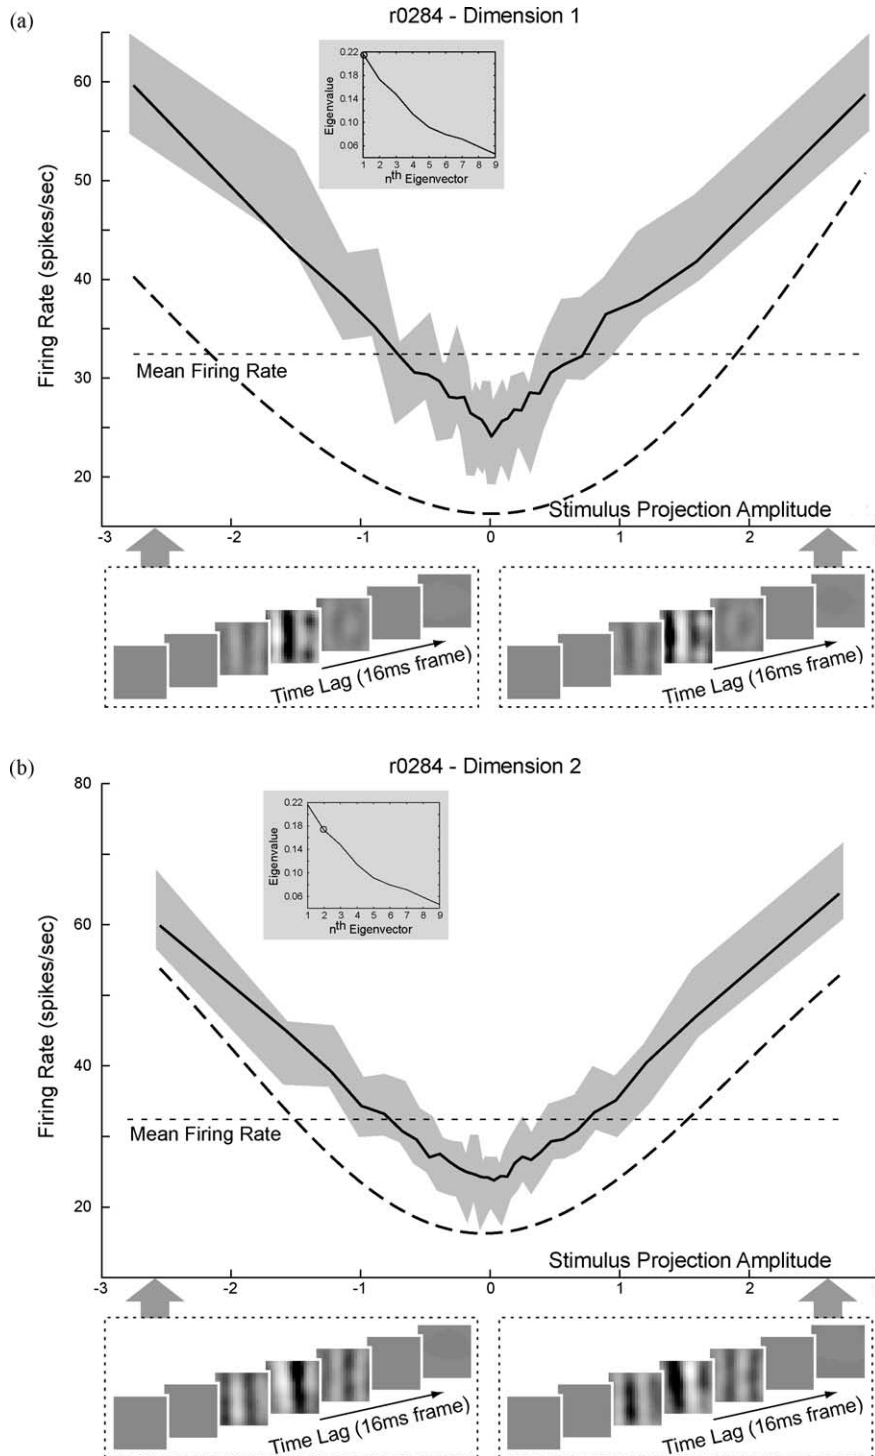 (a)
r0284 - Dimension 1
Firing Rate (spikes/sec)
60
50
40
30
20
Eigenvalue
0.22
0.18
0.14
0.10
0.06
1 2 3 4 5 6 7 8 9
nth Eigenvector
Mean Firing Rate
Stimulus Projection Amplitude
-3 -2 -1 0 1 2
Time Lag (16ms frame)
Time Lag (16ms frame)
(b)
r0284 - Dimension 2
Firing Rate (spikes/sec)
80
60
40
20
Eigenvalue
0.22
0.18
0.14
0.10
0.06
1 2 3 4 5 6 7 8 9
nth Eigenvector
Mean Firing Rate
Stimulus Projection Amplitude
-3 -2 -1 0 1 2
Time Lag (16ms frame)
Time Lag (16ms frame)